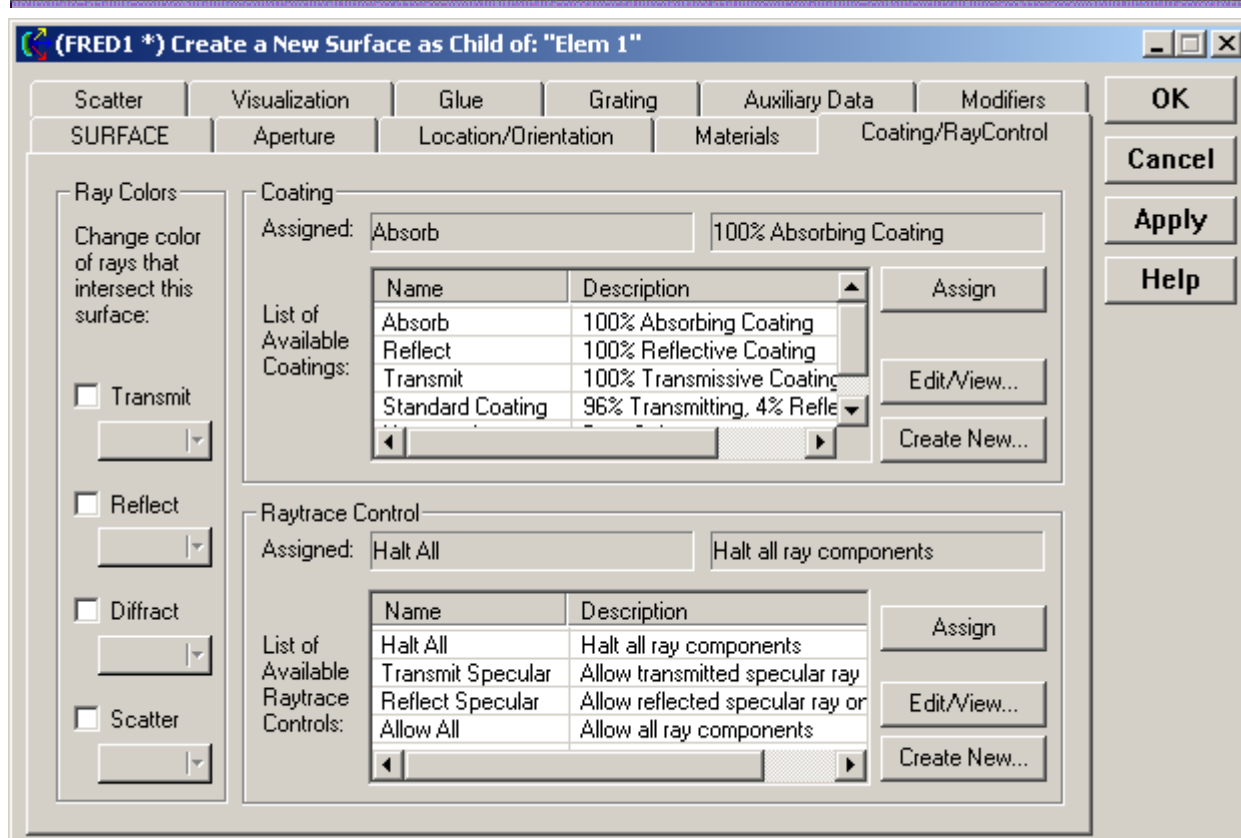 (FRED1 *) Create a New Surface as Child of: "Elem 1"
Scatter Visualization Glue Grating Auxiliary Data Modifiers
SURFACE Aperture Location/Orientation Materials Coating/RayControl
OK
Cancel
Apply
Help
Ray Colors
Change color
of rays that
intersect this
surface:
Transmit
Reflect
Diffract
Scatter
Coating
Assigned: Absorb 100% Absorbing Coating
List of
Available
Coatings:
Name Description
Absorb 100% Absorbing Coating
Reflect 100% Reflective Coating
Transmit 100% Transmissive Coating
Standard Coating 96% Transmitting, 4% Refle
Assign
Edit/View...
Create New...
Raytrace Control
Assigned: Halt All Halt all ray components
List of
Available
Raytrace
Controls:
Name Description
Halt All Halt all ray components
Transmit Specular Allow transmitted specular ray
Reflect Specular Allow reflected specular ray or
Allow All Allow all ray components
Assign
Edit/View...
Create New...